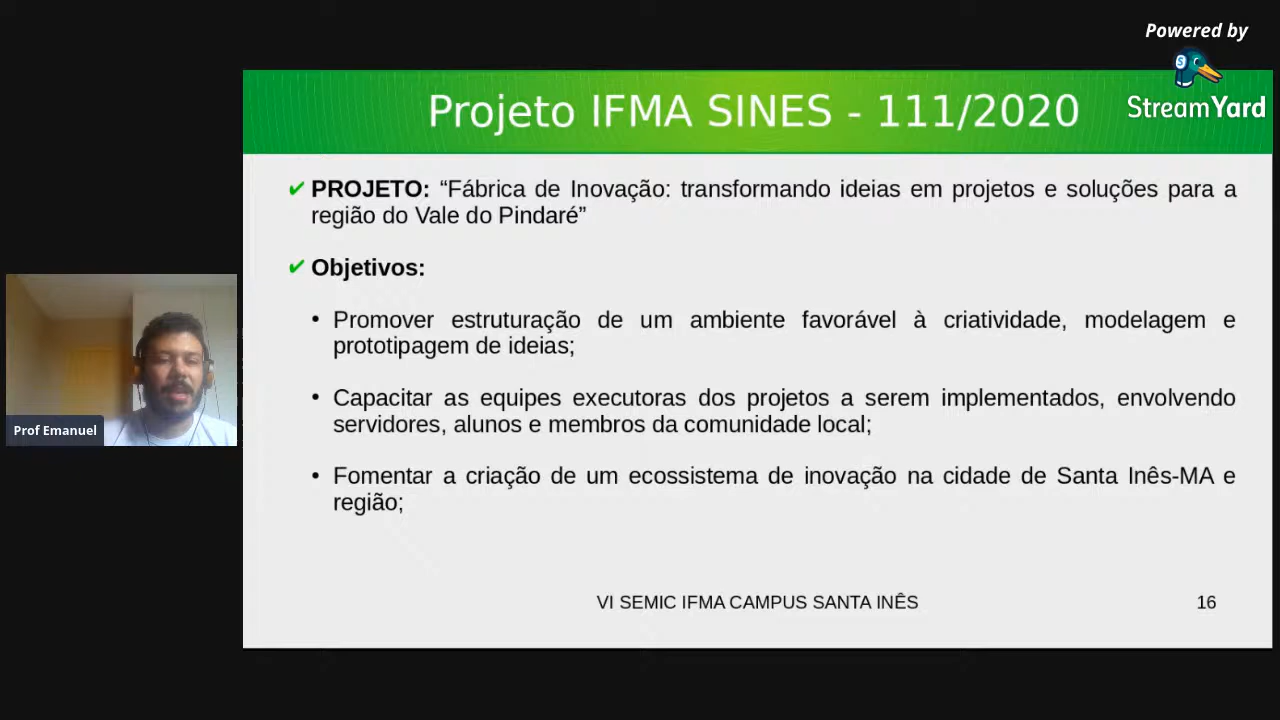 Powered by
StreamYard
Projeto IFMA SINES - 111/2020
✔ PROJETO: “Fábrica de Inovação: transformando ideias em projetos e soluções para a
região do Vale do Pindaré”
✔ Objetivos:
• Promover estruturação de um ambiente favorável à criatividade, modelagem e
prototipagem de ideias;
• Capacitar as equipes executoras dos projetos a serem implementados, envolvendo
servidores, alunos e membros da comunidade local;
• Fomentar a criação de um ecossistema de inovação na cidade de Santa Inês-MA e
região;
Prof Emanuel
VI SEMIC IFMA CAMPUS SANTA INÊS
16